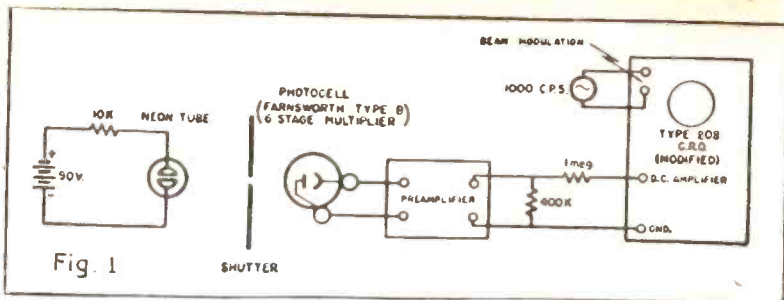 BEAM MODULATION
1000 C.P.S.
PHOTOCELL
(FARNSWORTH TYPE B)
6 STAGE MULTIPLIER)
10K
NEON TUBE
TYPE 208
C.R.O.
(MODIFIED)
1 meg.
D.C. AMPLIFIER
90V.
PREAMPLIFIER
400K
GND.
Fig. 1
SHUTTER